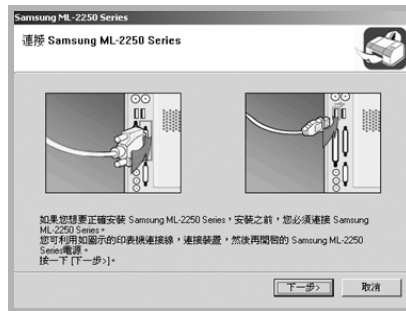 Samsung ML-2250 Series
連接 Samsung ML-2250 Series
如果您想要正確安裝 Samsung ML-2250 Series，安裝之前，您必須連接 Samsung
ML-2250 Series。
您可利用如圖示的印表機連接線，連接裝置，然後再開啟的 Samsung ML-2250
Series電源。
按一下 [下一步>]。
下一步>
取消